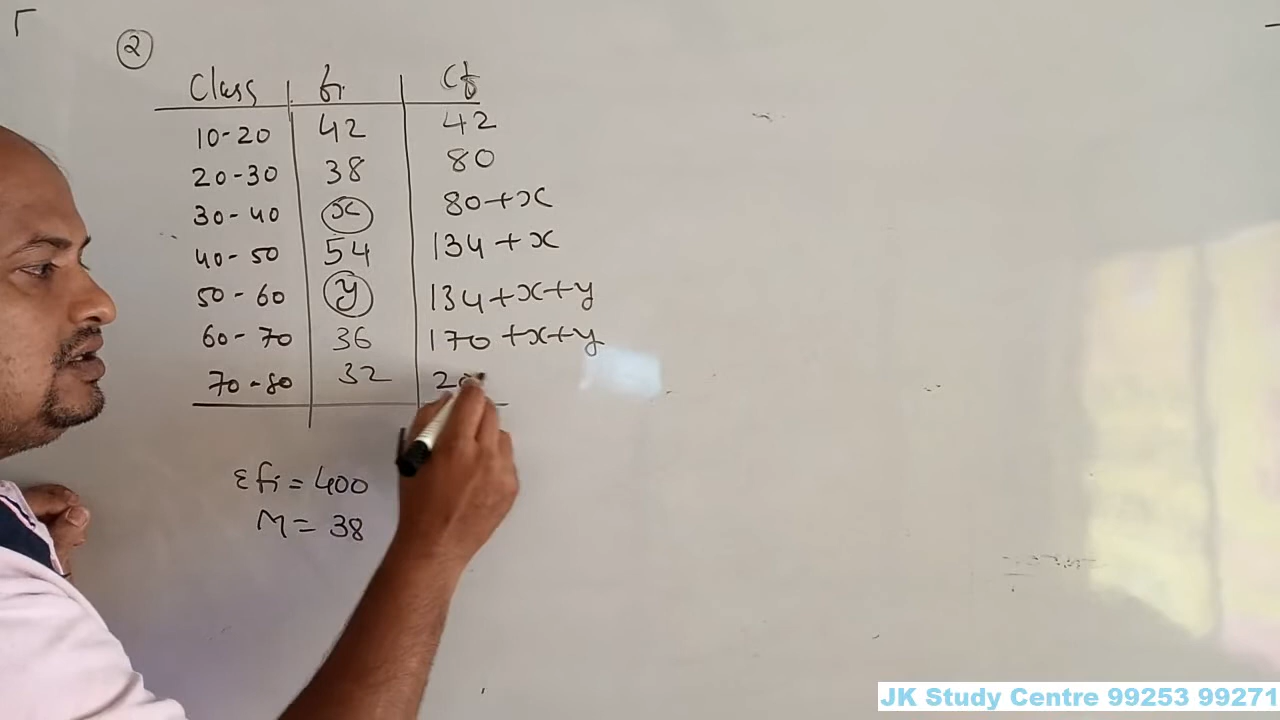 ②
Class fi Cf
10-20 42 42
20-30 38 80
30-40 x 80+x
40-50 54 134+x
50-60 y 134+x+y
60-70 36 170+x+y
70-80 32 20
Σfi = 400
M = 38
JK Study Centre 99253 99271